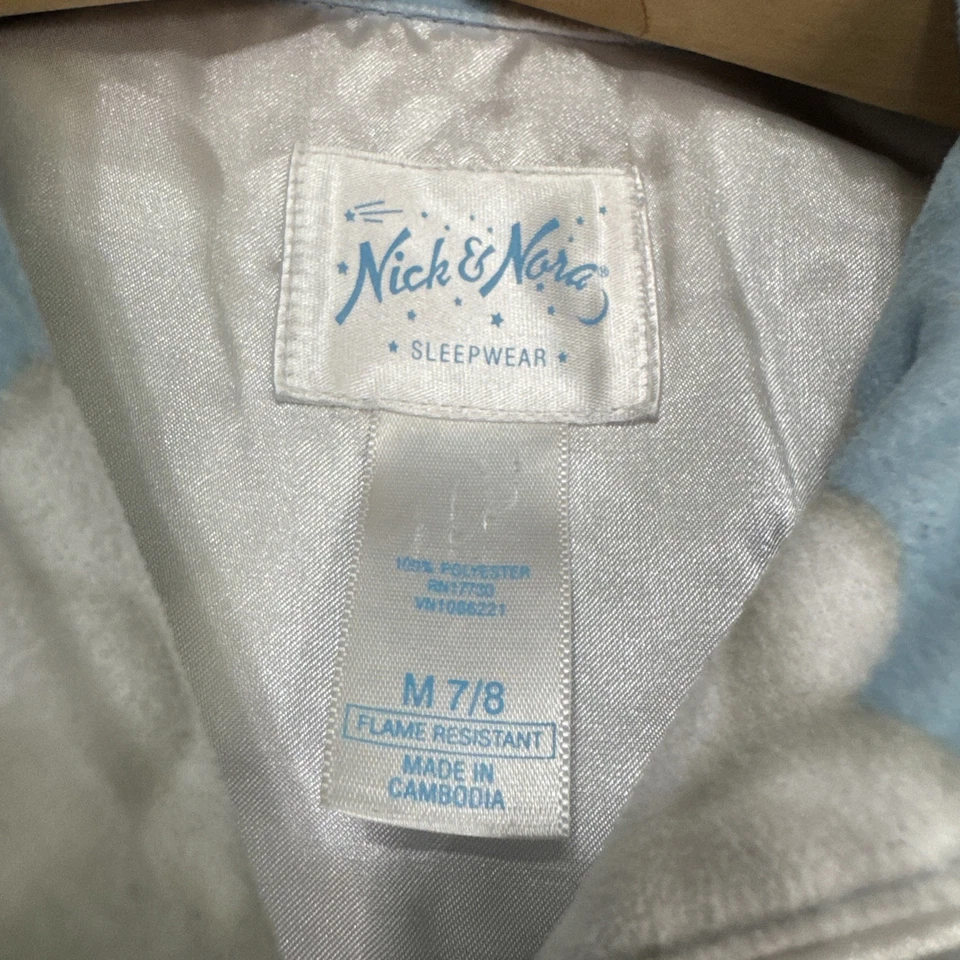 Nick & Nora®
SLEEPWEAR
100% POLYESTER
RN17730
VN1086221
M 7/8
FLAME RESISTANT
MADE IN
CAMBODIA